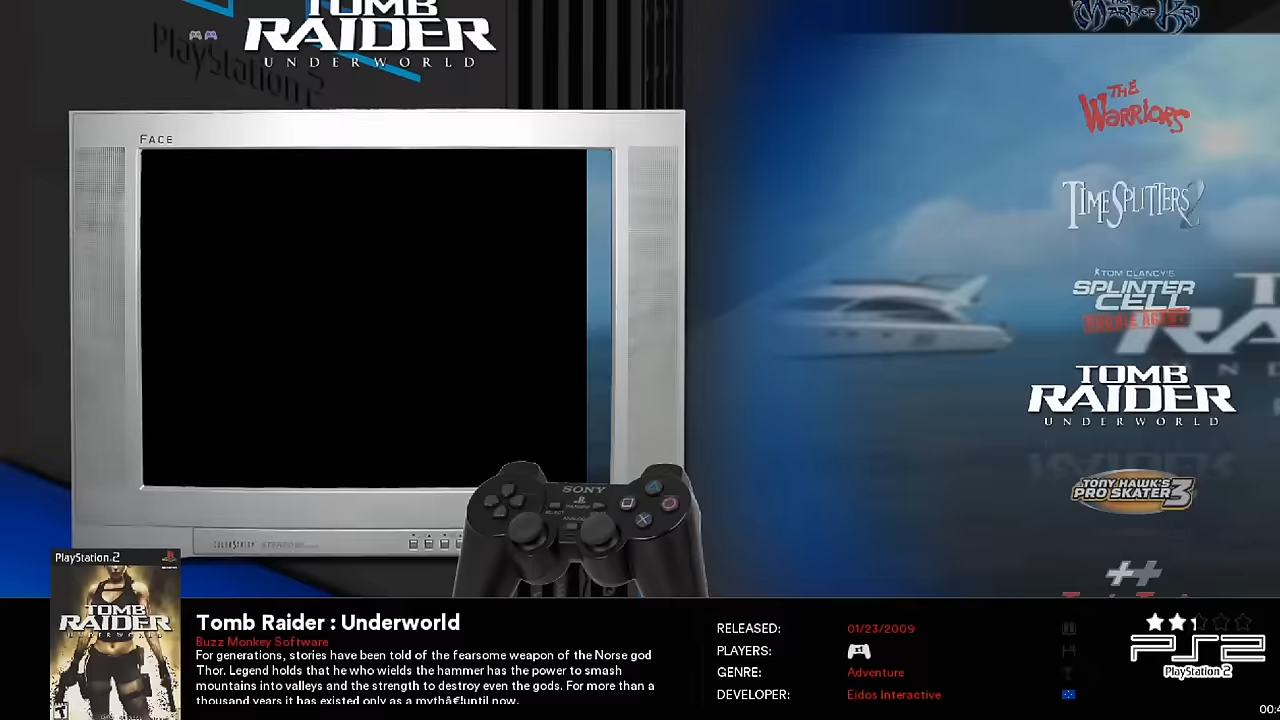 TOMB
RAIDER
UNDERWORLD
PlayStation 2
FACE
THE
WARRIORS
TIMESPLITTERS 2
TOM CLANCY'S
SPLINTER
CELL
DOUBLE AGENT
TOMB
RAIDER
UNDERWORLD
TONY HAWK'S
PRO SKATER 3
SONY
SELECT
ANALOG
STEREO
PlayStation.2
TOMB
RAIDER
UNDERWORLD
Tomb Raider : Underworld
Buzz Monkey Software
For generations, stories have been told of the fearsome weapon of the Norse god
Thor. Legend holds that he who wields the hammer has the power to smash
mountains into valleys and the strength to destroy even the gods. For more than a
thousand years it has existed only as a mythâ€¦until now.
RELEASED: 01/23/2009
PLAYERS: 1
GENRE: Adventure
DEVELOPER: Eidos Interactive
PS2
PlayStation 2